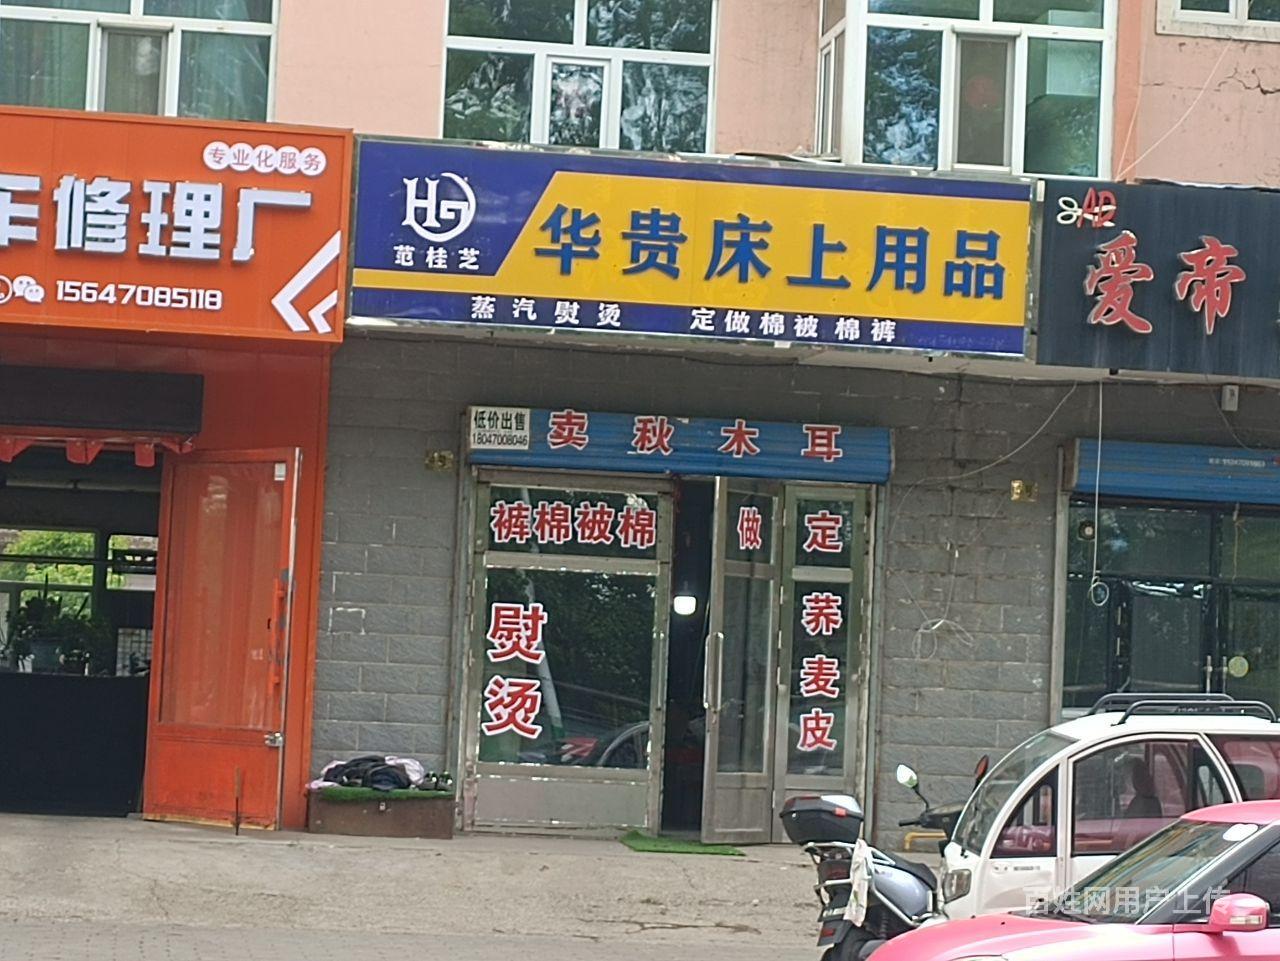 专业化服务
车修理厂
15647085118
HG
范桂芝
华贵床上用品
蒸汽熨烫 定做棉被棉裤
AD
爱帝
低价出售
18047008046
卖秋木耳
裤棉被棉
做
定
荞麦皮
熨烫
百姓网用户上传